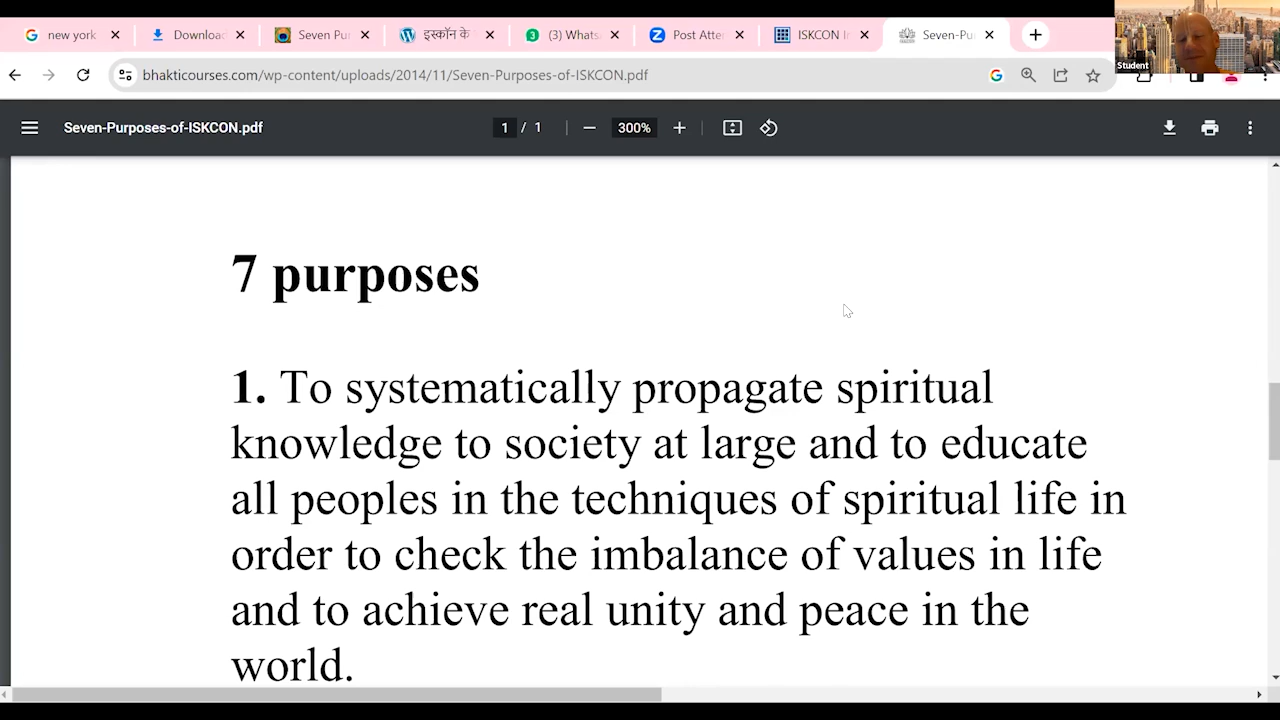 new york
Downloac
Seven Pu
इस्कॉन के
(3) Whats
Post Atter
ISKCON I
Seven-Pu
bhakticourses.com/wp-content/uploads/2014/11/Seven-Purposes-of-ISKCON.pdf
Student
Seven-Purposes-of-ISKCON.pdf
1 / 1
300%
7 purposes
1. To systematically propagate spiritual
knowledge to society at large and to educate
all peoples in the techniques of spiritual life in
order to check the imbalance of values in life
and to achieve real unity and peace in the
world.